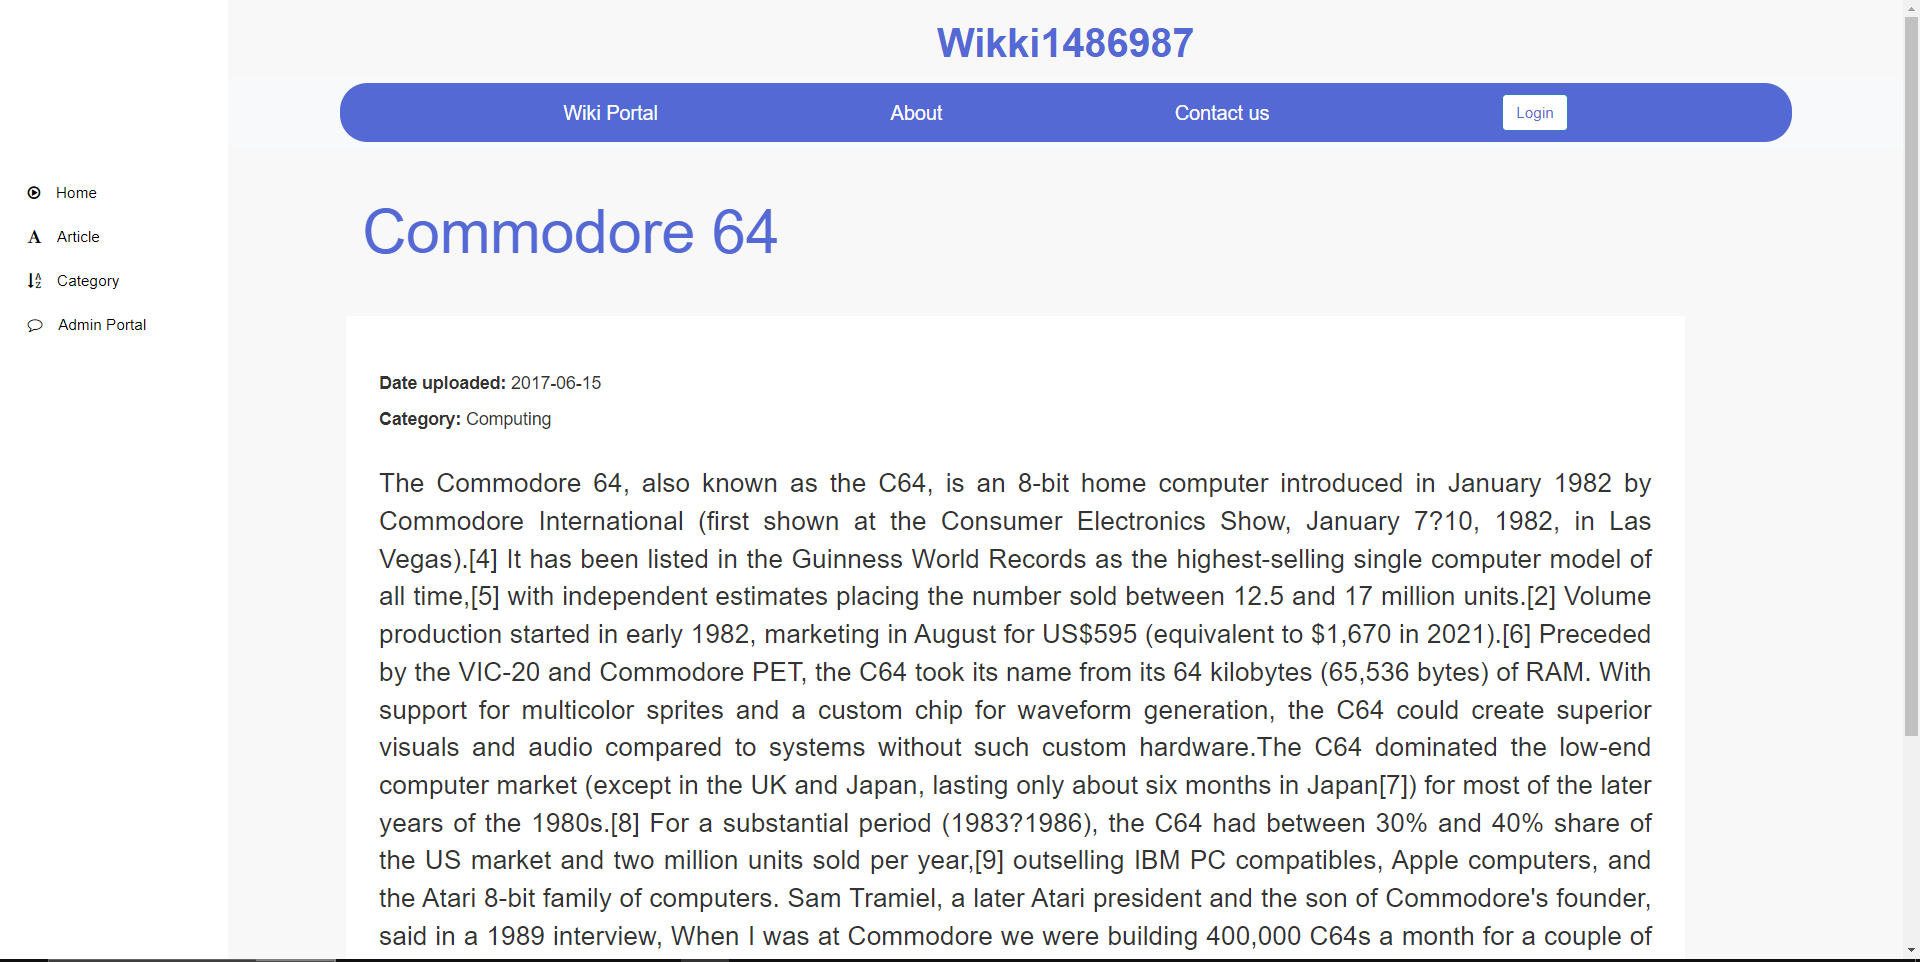 Wikki1486987
Wiki Portal About Contact us Login
Home
Article
Category
Admin Portal
Commodore 64
Date uploaded: 2017-06-15
Category: Computing
The Commodore 64, also known as the C64, is an 8-bit home computer introduced in January 1982 by
Commodore International (first shown at the Consumer Electronics Show, January 7?10, 1982, in Las
Vegas).[4] It has been listed in the Guinness World Records as the highest-selling single computer model of
all time,[5] with independent estimates placing the number sold between 12.5 and 17 million units.[2] Volume
production started in early 1982, marketing in August for US$595 (equivalent to $1,670 in 2021).[6] Preceded
by the VIC-20 and Commodore PET, the C64 took its name from its 64 kilobytes (65,536 bytes) of RAM. With
support for multicolor sprites and a custom chip for waveform generation, the C64 could create superior
visuals and audio compared to systems without such custom hardware.The C64 dominated the low-end
computer market (except in the UK and Japan, lasting only about six months in Japan[7]) for most of the later
years of the 1980s.[8] For a substantial period (1983?1986), the C64 had between 30% and 40% share of
the US market and two million units sold per year,[9] outselling IBM PC compatibles, Apple computers, and
the Atari 8-bit family of computers. Sam Tramiel, a later Atari president and the son of Commodore's founder,
said in a 1989 interview, When I was at Commodore we were building 400,000 C64s a month for a couple of